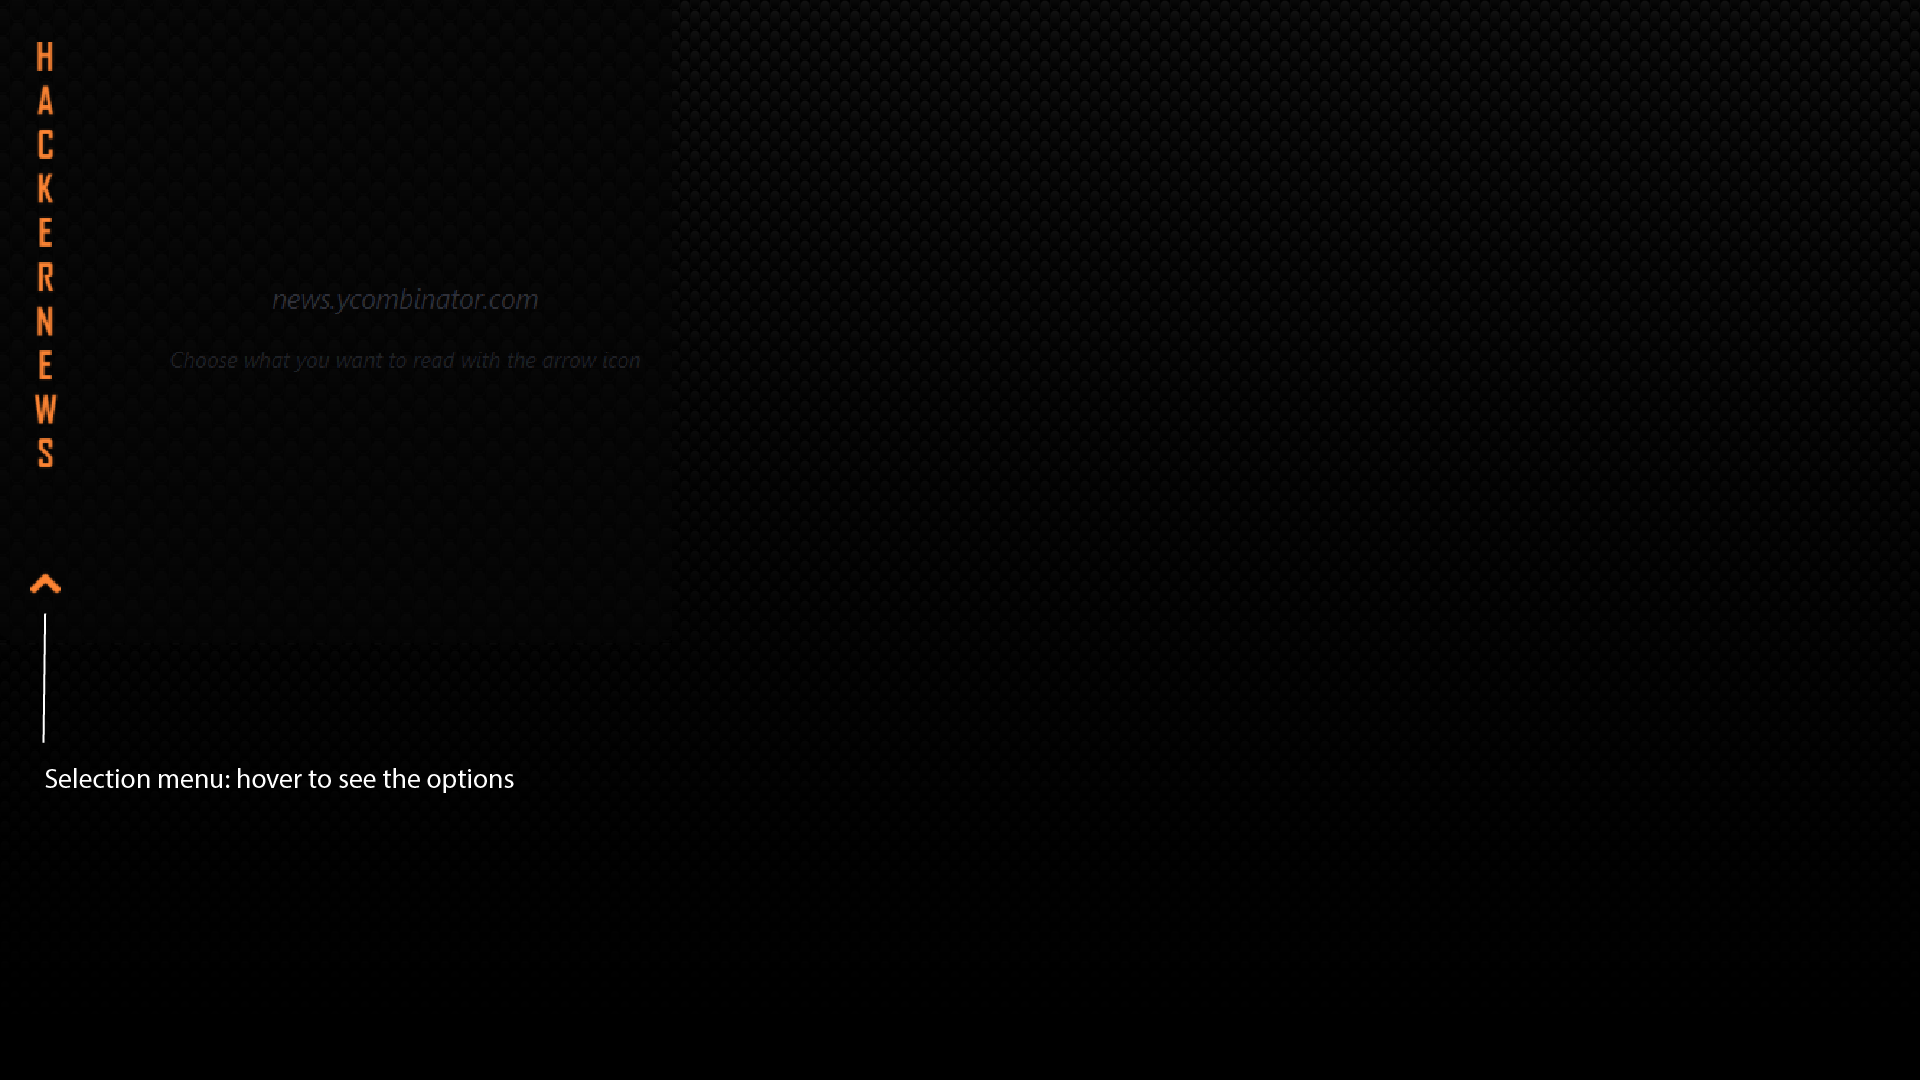 HACKERNEWS
news.ycombinator.com
Choose what you want to read with the arrow icon
Selection menu: hover to see the options